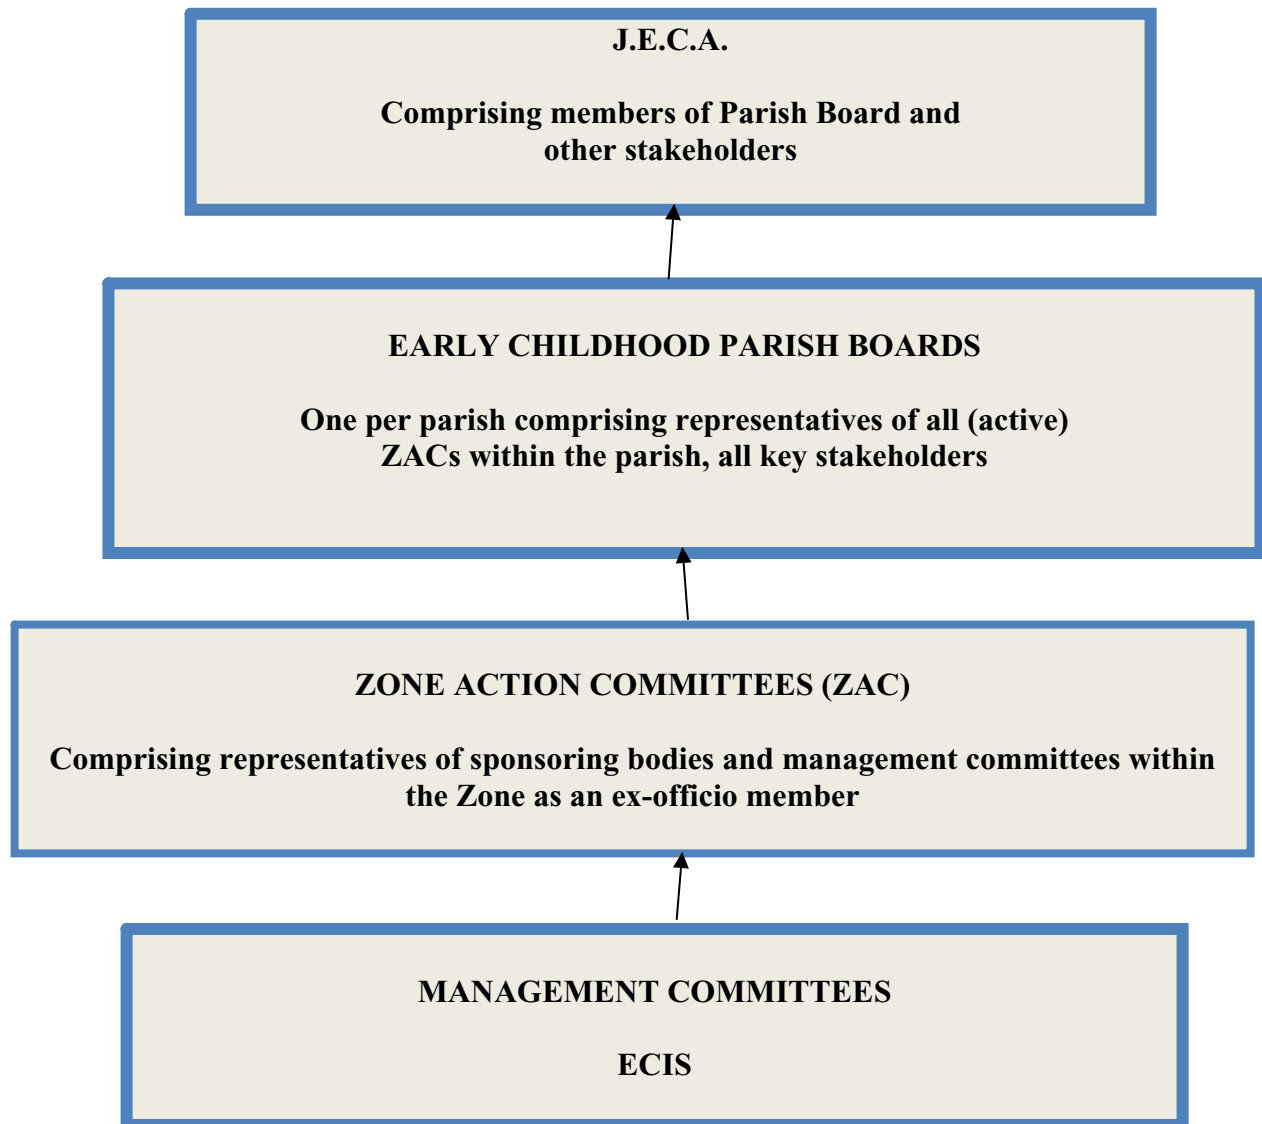 J.E.C.A.
Comprising members of Parish Board and
other stakeholders
EARLY CHILDHOOD PARISH BOARDS
One per parish comprising representatives of all (active)
ZACs within the parish, all key stakeholders
ZONE ACTION COMMITTEES (ZAC)
Comprising representatives of sponsoring bodies and management committees within
the Zone as an ex-officio member
MANAGEMENT COMMITTEES
ECIS